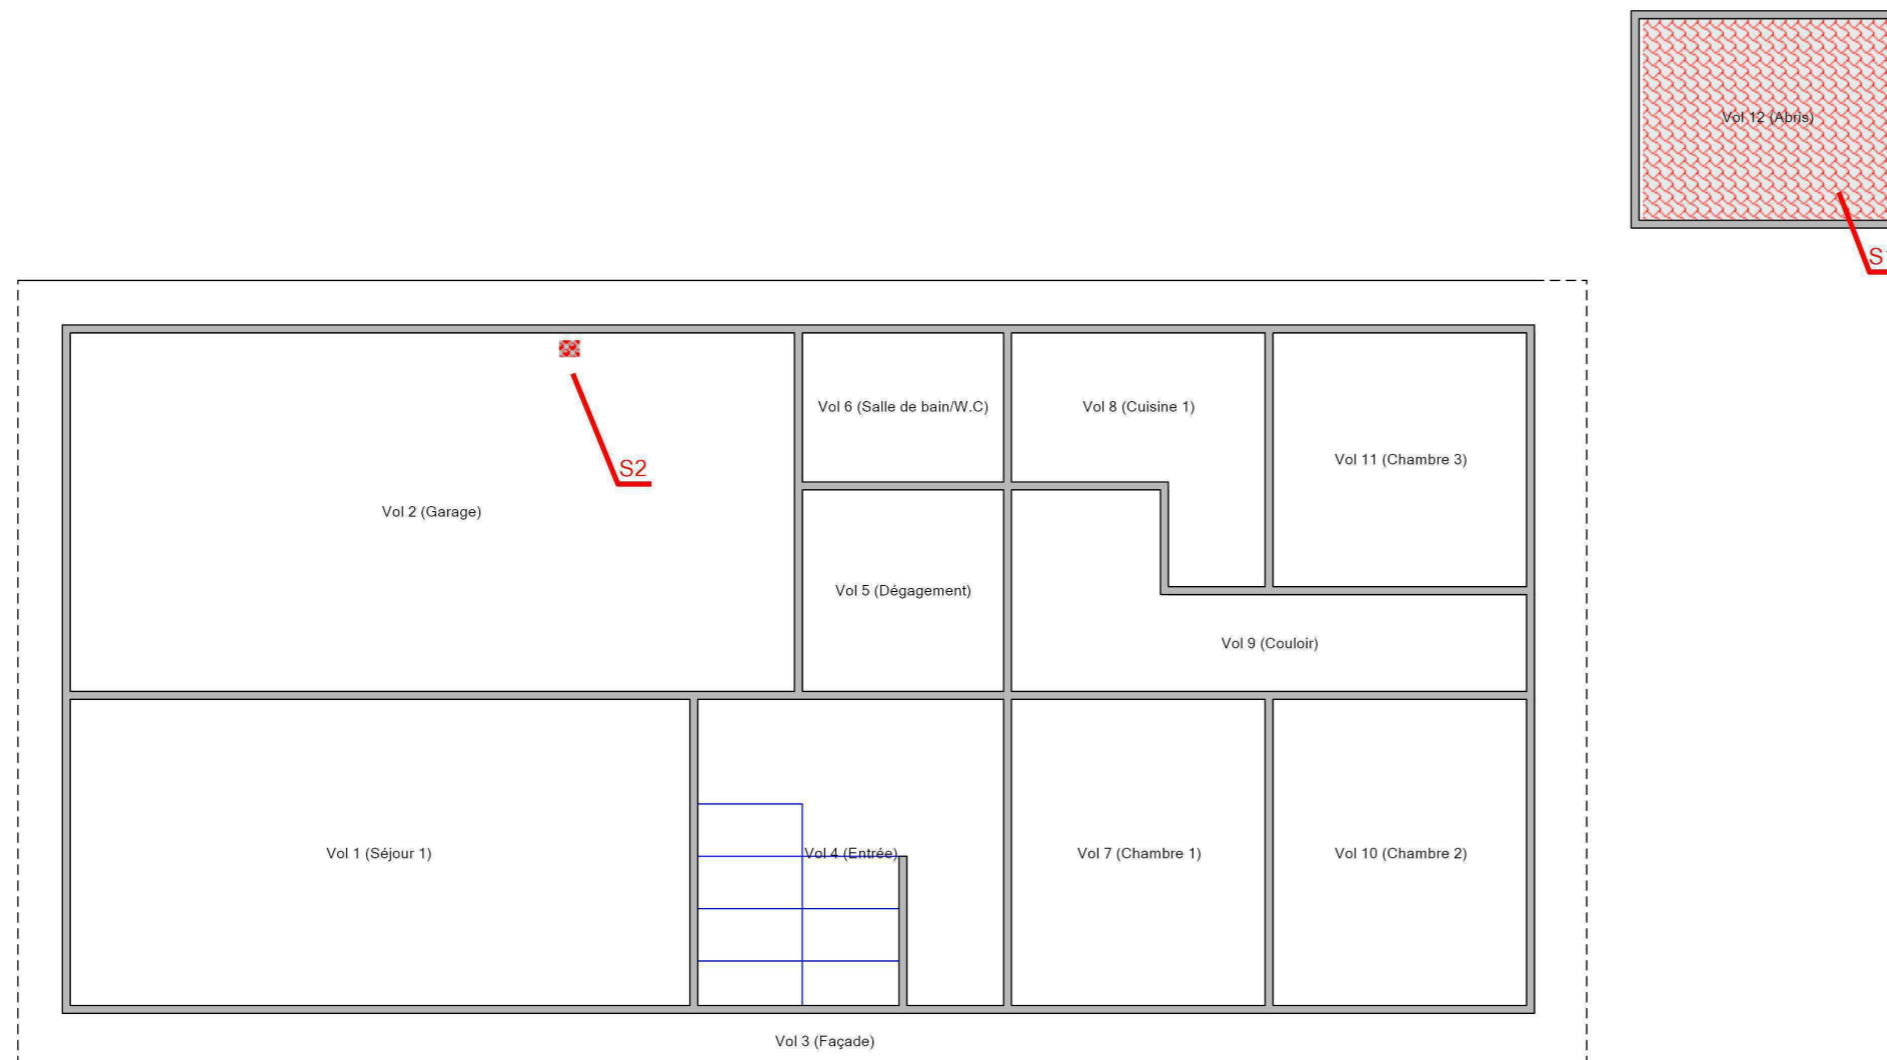 Vol 12 (Abris)
S1
Vol 6 (Salle de bain/W.C)
Vol 8 (Cuisine 1)
Vol 11 (Chambre 3)
S2
Vol 2 (Garage)
Vol 5 (Dégagement)
Vol 9 (Couloir)
Vol 1 (Séjour 1)
Vol 4 (Entrée)
Vol 7 (Chambre 1)
Vol 10 (Chambre 2)
Vol 3 (Façade)